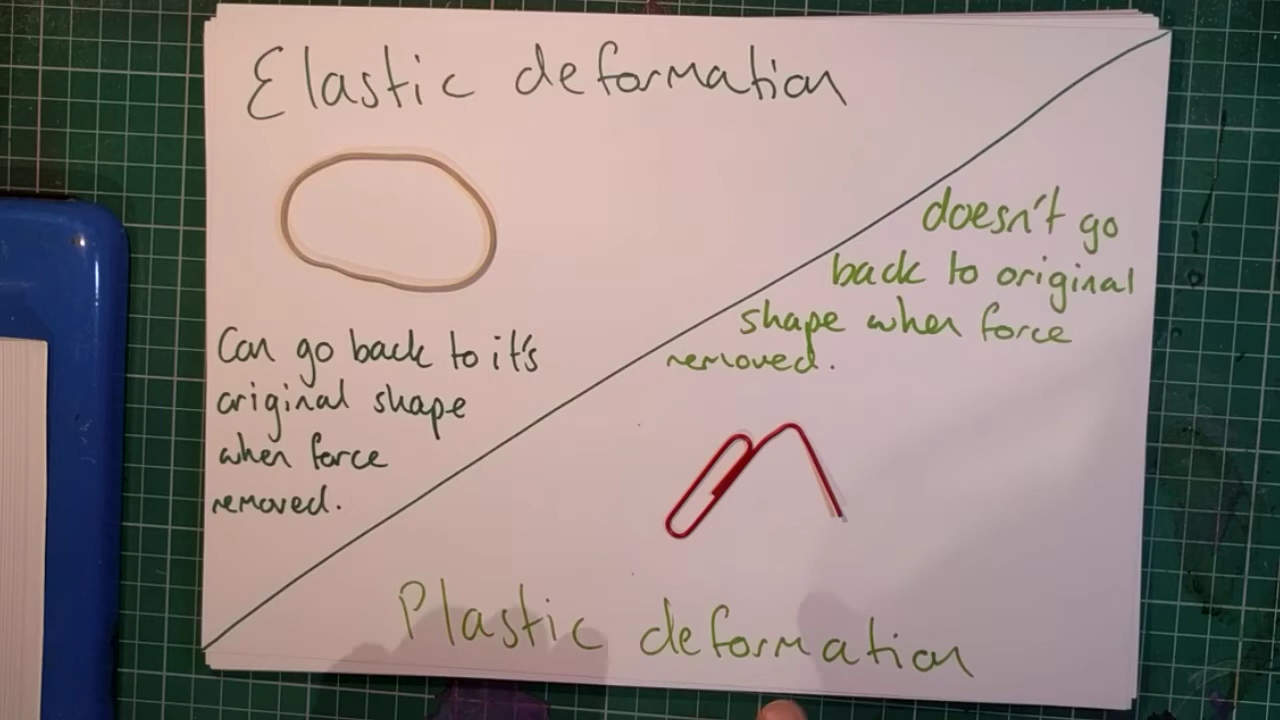 Elastic deformation
Can go back to it's
original shape
when force
removed.
doesn't go
back to original
shape when force
removed.
Plastic deformation